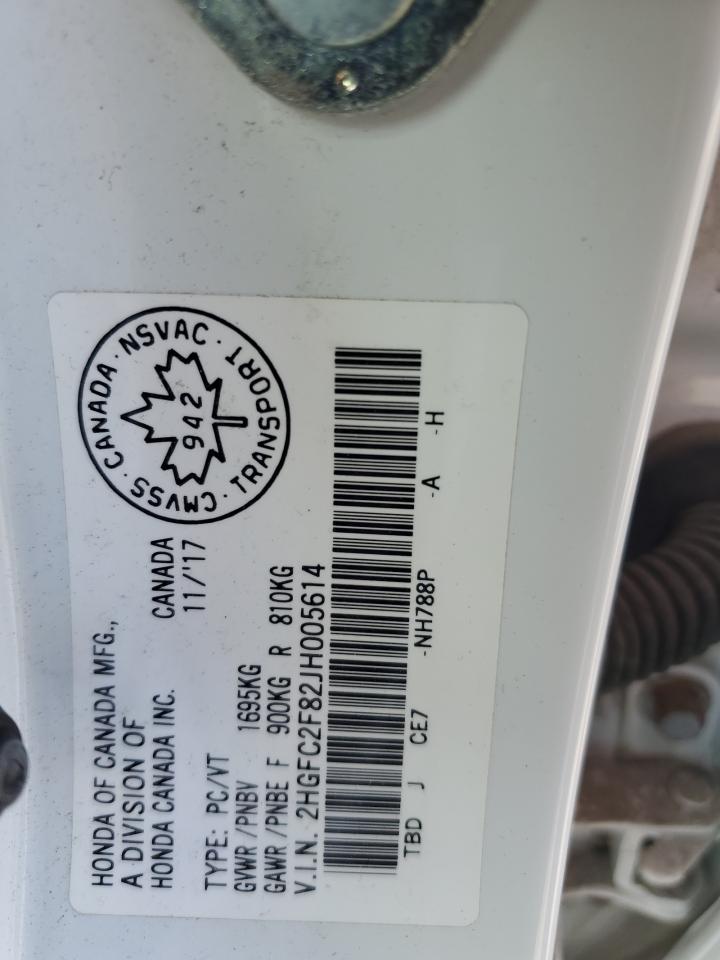 HONDA OF CANADA MFG.,
A DIVISION OF
HONDA CANADA INC.
CANADA
11/'17
CMVSS · CANADA · NSVAC · TRANSPORT
942
TYPE: PC/VT
GVWR /PNBV 1695KG
GAWR /PNBE F 900KG R 810KG
V.I.N. 2HGFC2F82JH005614
TBD J CE7 -NH788P -A -H